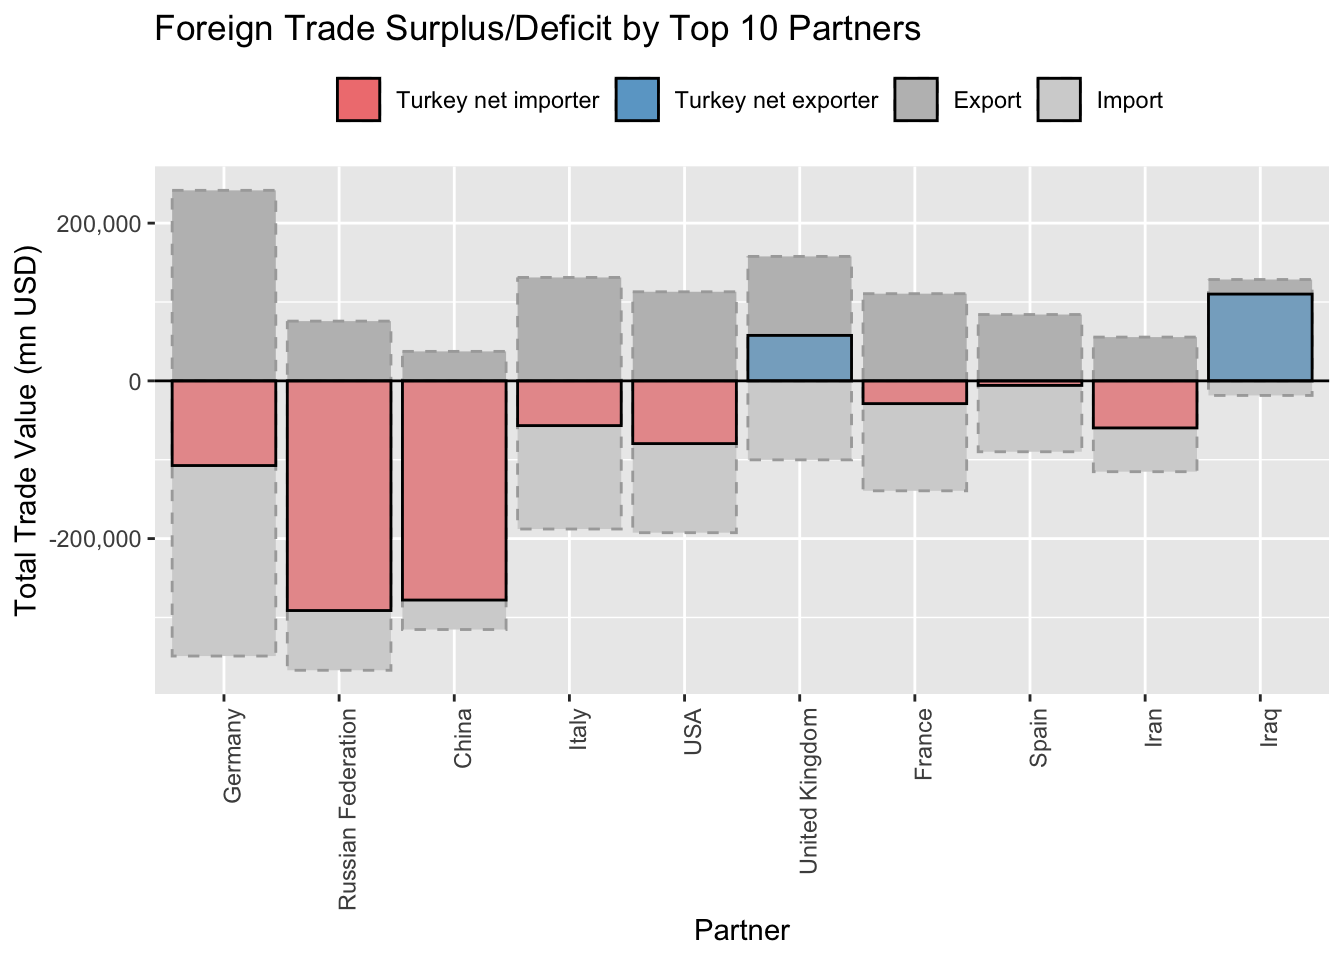 Foreign Trade Surplus/Deficit by Top 10 Partners
Turkey net importer Turkey net exporter Export Import
Total Trade Value (mn USD)
200,000
0
-200,000
Germany
Russian Federation
China
Italy
USA
United Kingdom
France
Spain
Iran
Iraq
Partner